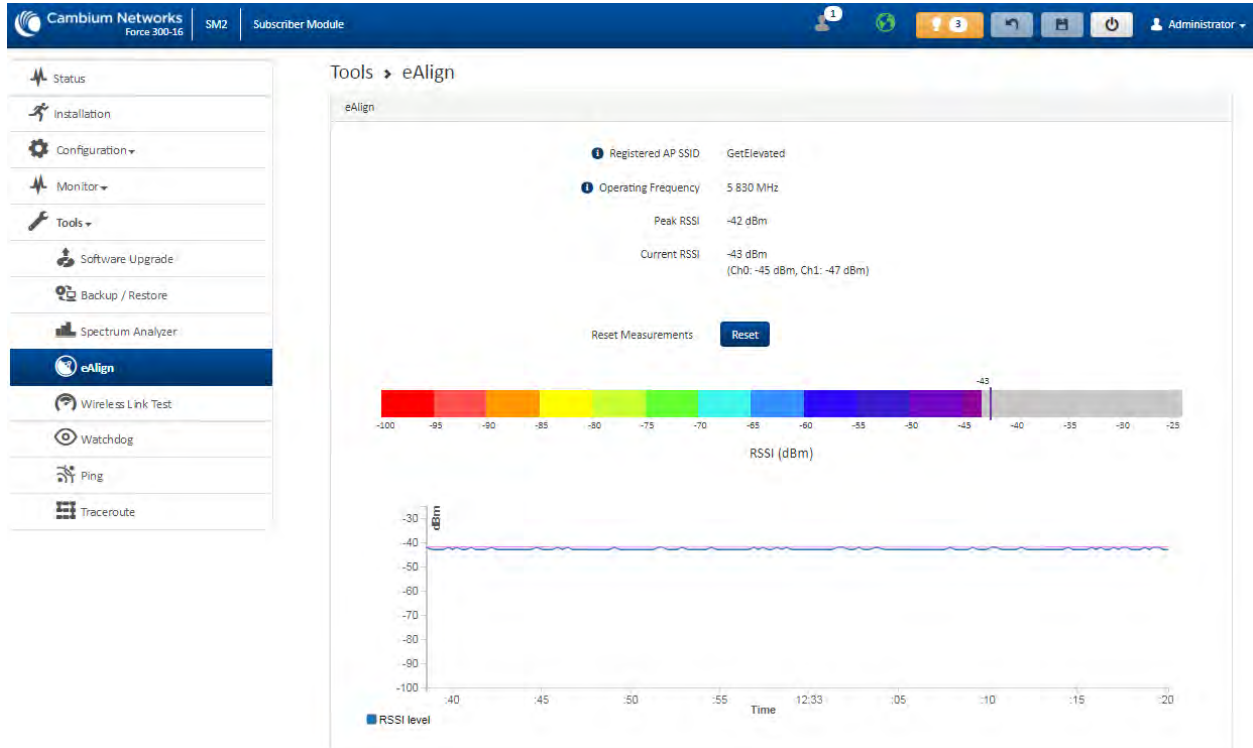 Cambium Networks
Force 300-16
SM2
Subscriber Module
1
3
Administrator
Status
Installation
Configuration
Monitor
Tools
Software Upgrade
Backup / Restore
Spectrum Analyzer
eAlign
Wireless Link Test
Watchdog
Ping
Traceroute
Tools > eAlign
eAlign
Registered AP SSID GetElevated
Operating Frequency 5 830 MHz
Peak RSSI -42 dBm
Current RSSI -43 dBm
(Ch0: -45 dBm, Ch1: -47 dBm)
Reset Measurements Reset
-43
-100 -95 -90 -85 -80 -75 -70 -65 -60 -55 -50 -45 -40 -35 -30 -25
RSSI (dBm)
dBm
-30
-40
-50
-60
-70
-80
-90
-100
:40 :45 :50 :55 12:33 :05 :10 :15 :20
Time
RSSI level